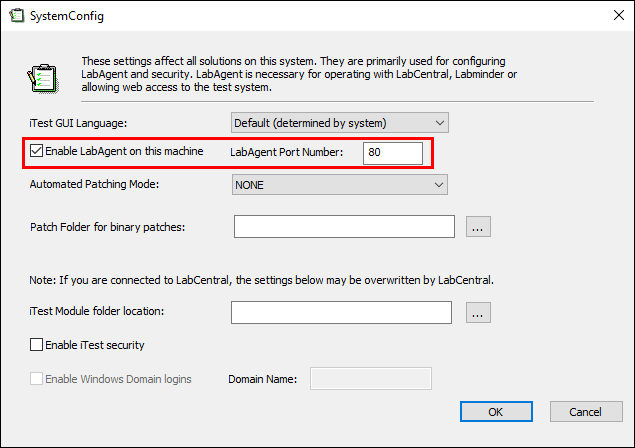 SystemConfig
These settings affect all solutions on this system. They are primarily used for configuring
LabAgent and security. LabAgent is necessary for operating with LabCentral, Labminder or
allowing web access to the test system.
iTest GUI Language: Default (determined by system)
Enable LabAgent on this machine LabAgent Port Number: 80
Automated Patching Mode: NONE
Patch Folder for binary patches: ...
Note: If you are connected to LabCentral, the settings below may be overwritten by LabCentral.
iTest Module folder location: ...
Enable iTest security
Enable Windows Domain logins Domain Name:
OK Cancel